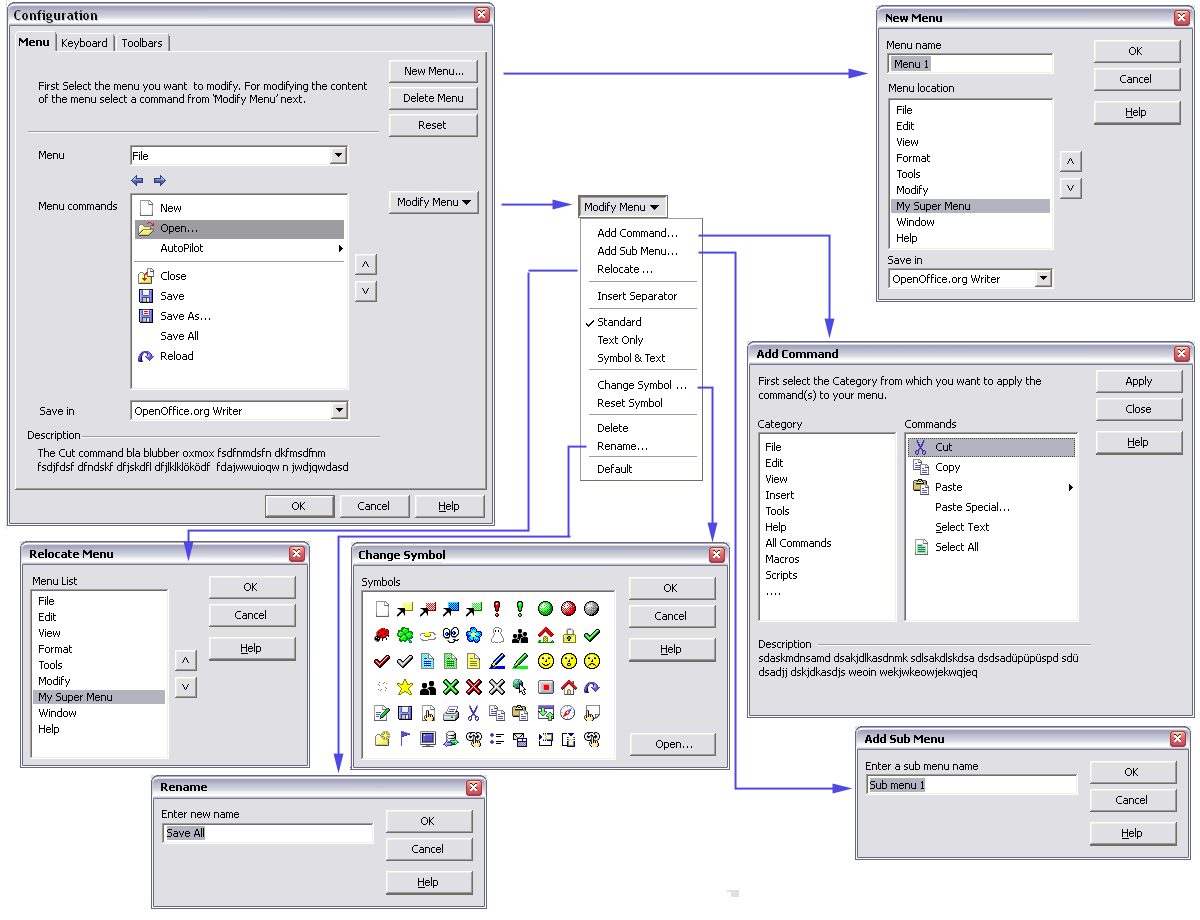 Configuration
Menu Keyboard Toolbars
First Select the menu you want to modify. For modifying the content
of the menu select a command from 'Modify Menu' next.
New Menu...
Delete Menu
Reset
Menu
File
Menu commands
New
Open...
AutoPilot
Close
Save
Save As...
Save All
Reload
Modify Menu
Save in
OpenOffice.org Writer
Description
The Cut command bla blubber oxmox fsdfnmdsfn dkfmsdfnm
fsdjfdsf dfndskf dfjskdfl dfjlklklöködf fdajwwuioqw n jwdjqwdasd
OK
Cancel
Help
Modify Menu
Add Command...
Add Sub Menu...
Relocate ...
Insert Separator
Standard
Text Only
Symbol & Text
Change Symbol ...
Reset Symbol
Delete
Rename...
Default
New Menu
Menu name
Menu 1
Menu location
File
Edit
View
Format
Tools
Modify
My Super Menu
Window
Help
Save in
OpenOffice.org Writer
OK
Cancel
Help
Add Command
First select the Category from which you want to apply the
command(s) to your menu.
Category
File
Edit
View
Insert
Tools
Help
All Commands
Macros
Scripts
....
Commands
Cut
Copy
Paste
Paste Special...
Select Text
Select All
Apply
Close
Help
Description
sdaskmdnsamd dsakjdlkasdnmk sdlsakdlskdsa dsdsadüpüpüspd sdü
dsadjj dskjdkasdjs weoin wekjwkeowjekwqjeq
Relocate Menu
Menu List
File
Edit
View
Format
Tools
Modify
My Super Menu
Window
Help
OK
Cancel
Help
Change Symbol
Symbols
OK
Cancel
Help
Open...
Rename
Enter new name
Save All
OK
Cancel
Help
Add Sub Menu
Enter a sub menu name
Sub menu 1
OK
Cancel
Help